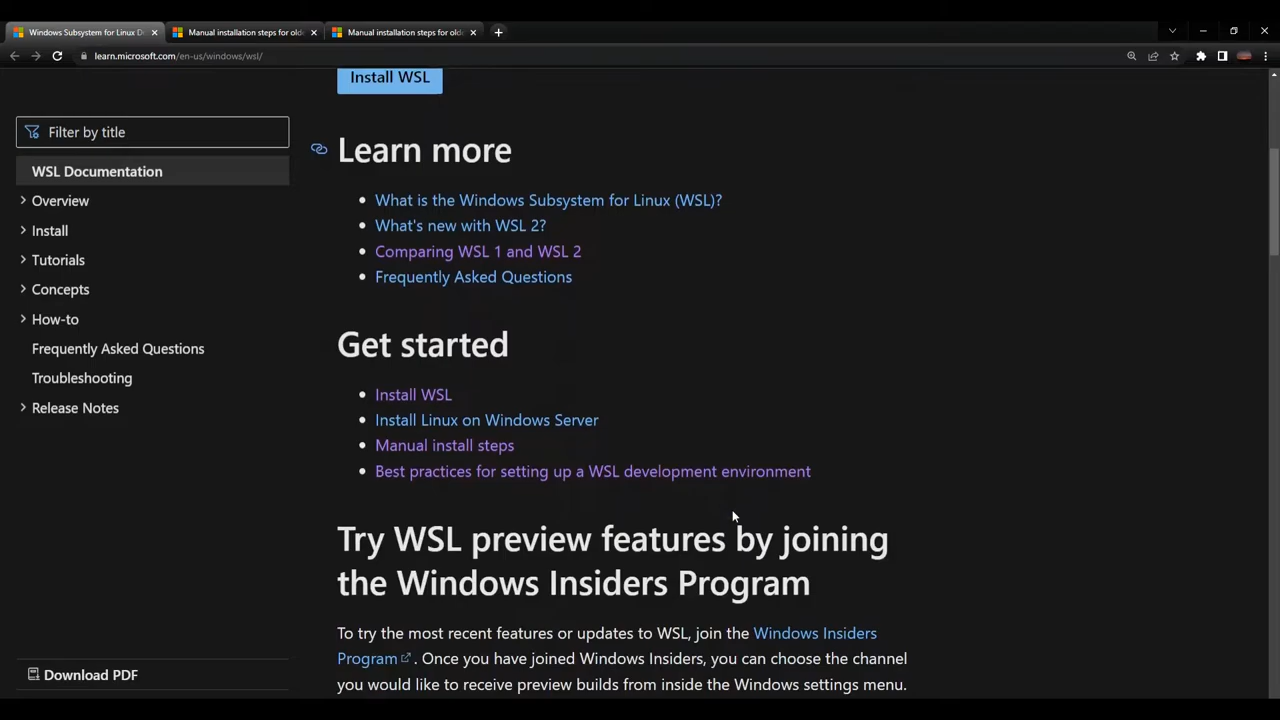 Windows Subsystem for Linux D
Manual installation steps for olde
Manual installation steps for olde
learn.microsoft.com/en-us/windows/wsl/
Install WSL
Filter by title
WSL Documentation
Overview
Install
Tutorials
Concepts
How-to
Frequently Asked Questions
Troubleshooting
Release Notes
Download PDF
Learn more
What is the Windows Subsystem for Linux (WSL)?
What's new with WSL 2?
Comparing WSL 1 and WSL 2
Frequently Asked Questions
Get started
Install WSL
Install Linux on Windows Server
Manual install steps
Best practices for setting up a WSL development environment
Try WSL preview features by joining
the Windows Insiders Program
To try the most recent features or updates to WSL, join the Windows Insiders
Program . Once you have joined Windows Insiders, you can choose the channel
you would like to receive preview builds from inside the Windows settings menu.